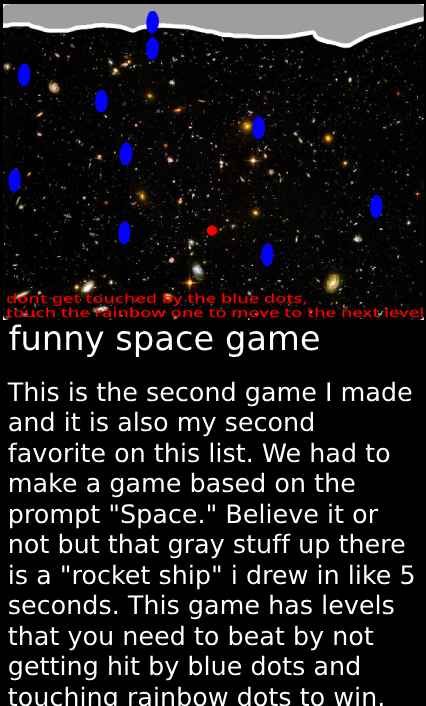 dont get touched by the blue dots,
touch the rainbow one to move to the next level
funny space game
This is the second game I made
and it is also my second
favorite on this list. We had to
make a game based on the
prompt "Space." Believe it or
not but that gray stuff up there
is a "rocket ship" i drew in like 5
seconds. This game has levels
that you need to beat by not
getting hit by blue dots and
touching rainbow dots to win.